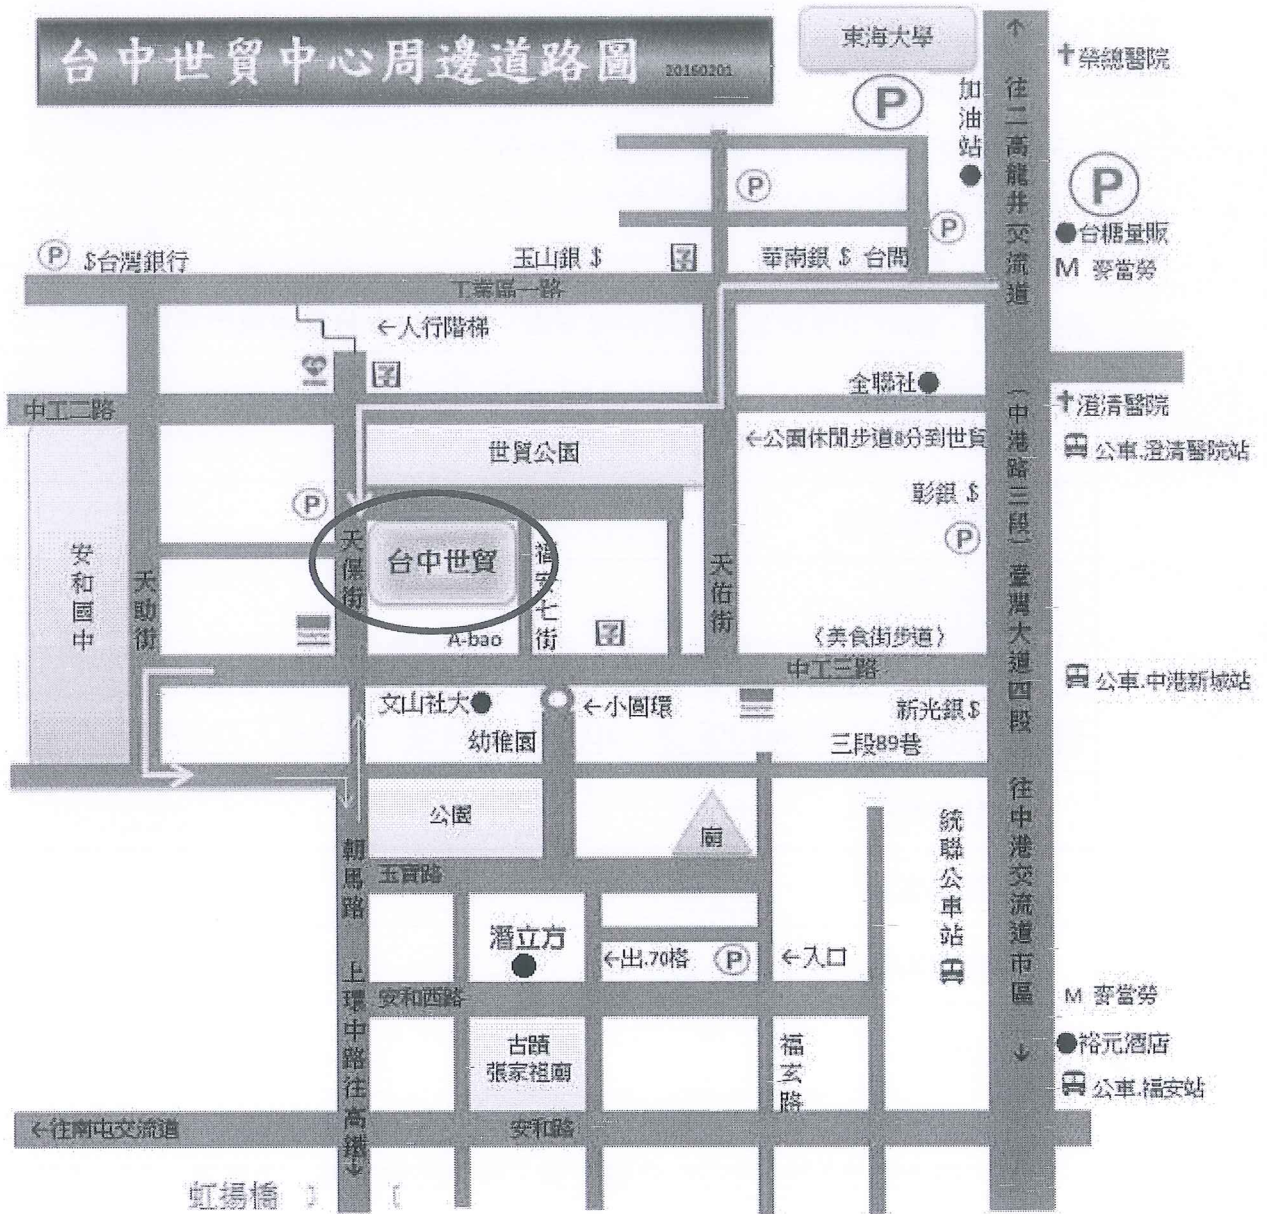 台中世貿中心周邊道路圖 20160201
東海大學
加油站
↑
往二高龍井交流道
(中港路三段)臺灣大道四段
往中港交流道市區
↓
榮總醫院
P
P
P
P
台糖量販
M 麥當勞
P $台灣銀行
玉山銀 $
華南銀 $ 台開
工業區一路
←人行階梯
全聯社
中工二路
澄清醫院
公車.澄清醫院站
世貿公園
←公園休閒步道8分到世貿
彰銀 $
P
P
安和國中
天助街
天保街
台中世貿
福安七街
天佑街
A-bao
〈美食街步道〉
中工三路
公車.中港新城站
文山社大
←小圓環
新光銀$
幼稚園
三段89巷
公園
廟
統聯公車站
朝馬路
上環中路往高鐵↓
玉寶路
潛立方
←出.70格 P ←入口
安和西路
M 麥當勞
古蹟
張家祖廟
福玄路
裕元酒店
公車.福安站
←往南屯交流道
安和路
虹揚橋